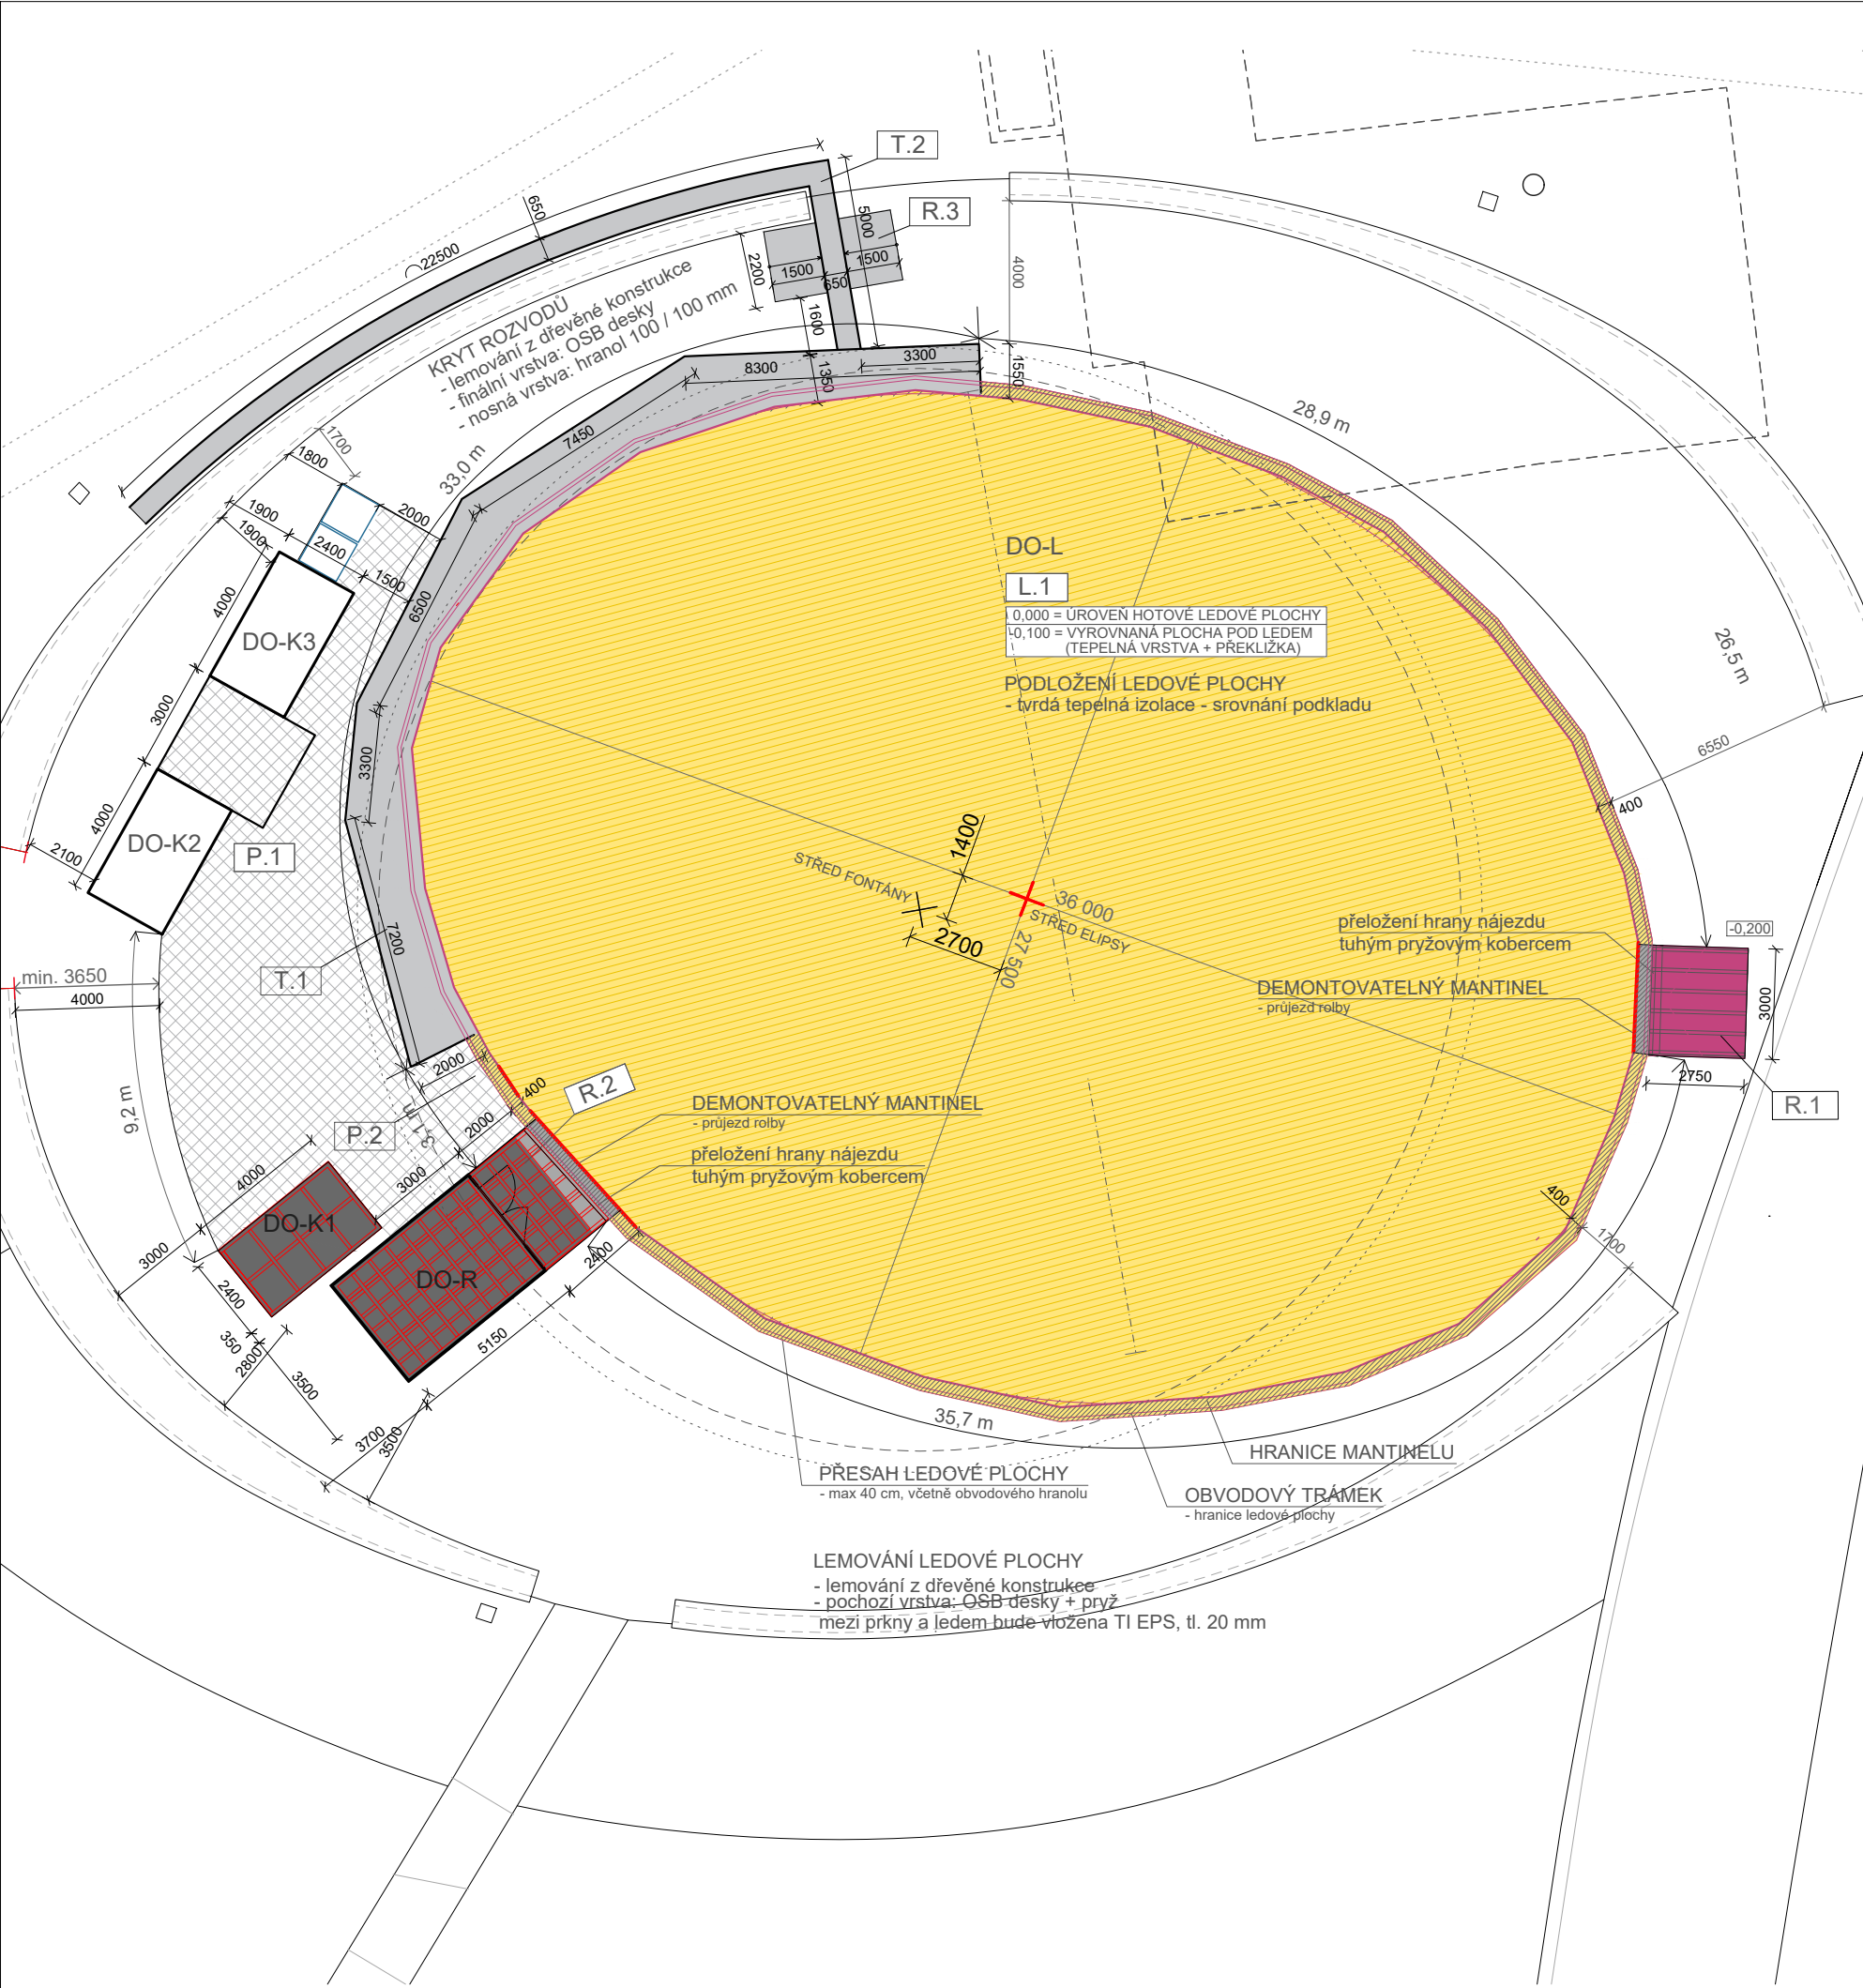 T.2
R.3
650
⌒22500
5000
1500
1500
650
2200
1600
4000
KRYT ROZVODŮ
- lemování z dřevěné konstrukce
- finální vrstva: OSB desky
- nosná vrstva: hranol 100 / 100 mm
8300
3300
1350
1550
28,9 m
7450
33,0 m
1700
1800
1900
1900
2400
2000
1500
6500
4000
DO-K3
3000
3300
DO-K2
4000
2100
P.1
DO-L
L.1
0,000 = ÚROVEŇ HOTOVÉ LEDOVÉ PLOCHY
-0,100 = VYROVNANÁ PLOCHA POD LEDEM
(TEPELNÁ VRSTVA + PŘEKLIŽKA)
PODLOŽENÍ LEDOVÉ PLOCHY
- tvrdá tepelná izolace - srovnání podkladu
26,5 m
6550
400
1400
STŘED FONTÁNY
2700
36 000
STŘED ELIPSY
27 500
přeložení hrany nájezdu
tuhým pryžovým kobercem
-0,200
DEMONTOVATELNÝ MANTINEL
- průjezd rolby
3000
2750
R.1
7200
T.1
min. 3650
4000
9,2 m
2000
400
R.2
P.2
3,1 m
2000
3000
DEMONTOVATELNÝ MANTINEL
- průjezd rolby
přeložení hrany nájezdu
tuhým pryžovým kobercem
4000
DO-K1
3000
DO-R
2400
2400
350
2800
3500
5150
3700
3500
400
1700
35,7 m
HRANICE MANTINELU
PŘESAH LEDOVÉ PLOCHY
- max 40 cm, včetně obvodového hranolu
OBVODOVÝ TRÁMEK
- hranice ledové plochy
LEMOVÁNÍ LEDOVÉ PLOCHY
- lemování z dřevěné konstrukce
- pochozí vrstva: OSB desky + pryž
mezi prkny a ledem bude vložena TI EPS, tl. 20 mm